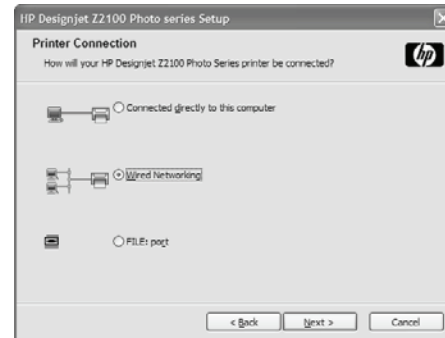 HP Designjet Z2100 Photo series Setup
Printer Connection
How will your HP Designjet Z2100 Photo Series printer be connected?
hp
Connected directly to this computer
Wired Networking
FILE: port
< Back
Next >
Cancel